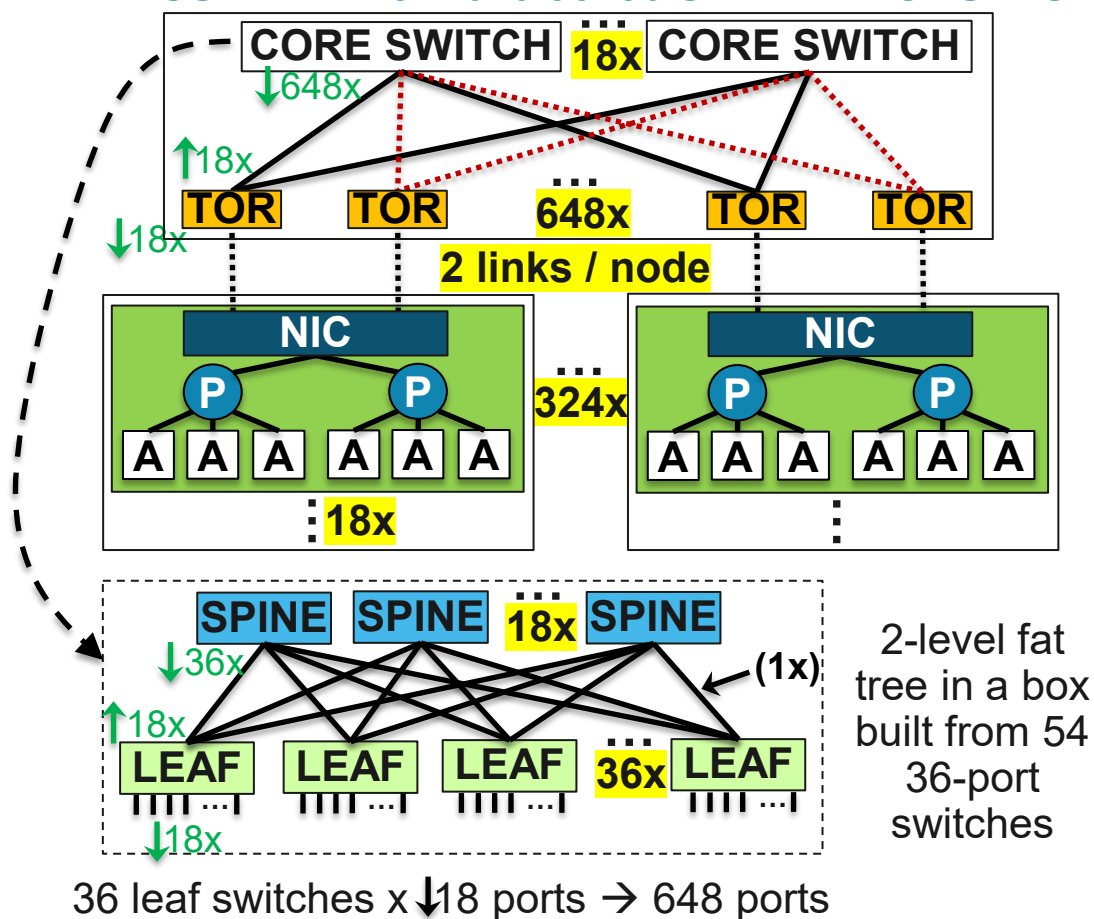 CORE SWITCH ... 18x CORE SWITCH
↓648x
↑18x
TOR TOR ... 648x TOR TOR
↓18x
2 links / node
NIC NIC
P P ... 324x P P
A A A A A A A A A A A A
18x
SPINE SPINE ... 18x SPINE
↓36x
(1x)
↑18x
LEAF LEAF LEAF ... 36x LEAF
... ... ... ...
↓18x
2-level fat
tree in a box
built from 54
36-port
switches
36 leaf switches x ↓18 ports → 648 ports